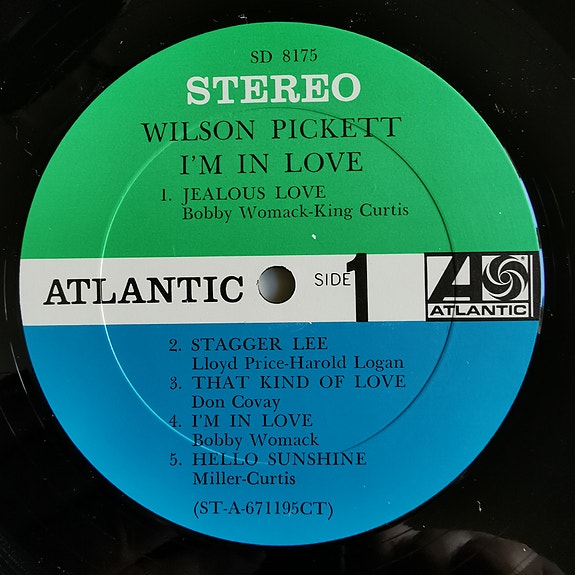 SD 8175
STEREO
WILSON PICKETT
I'M IN LOVE
1. JEALOUS LOVE
Bobby Womack-King Curtis
ATLANTIC
SIDE 1
ATLANTIC
2. STAGGER LEE
Lloyd Price-Harold Logan
3. THAT KIND OF LOVE
Don Covay
4. I'M IN LOVE
Bobby Womack
5. HELLO SUNSHINE
Miller-Curtis
(ST-A-671195CT)